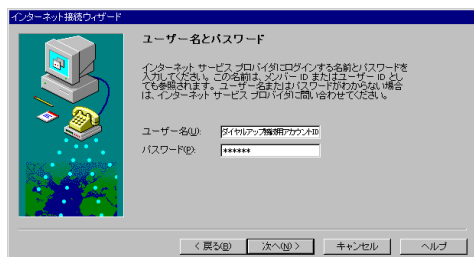 インターネット接続ウィザード
ユーザー名とパスワード
インターネット サービス プロバイダにログインする名前とパスワードを
入力してください。この名前は、メンバー ID またはユーザー ID とし
ても参照されます。ユーザー名またはパスワードがわからない場合
は、インターネット サービス プロバイダに問い合わせてください。
ユーザー名(U): ダイヤルアップ接続用アカウントID
パスワード(P): ******
< 戻る(B) 次へ(N) > キャンセル ヘルプ